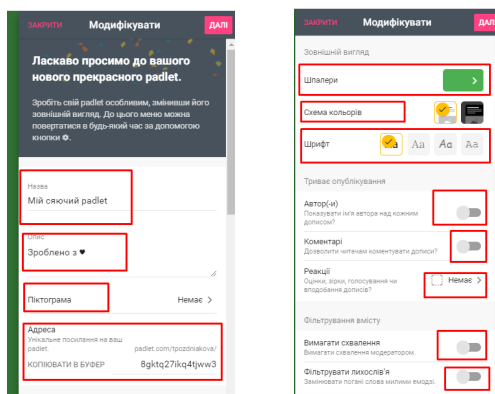 ЗАКРИТИ Модифікувати ДАЛІ
Ласкаво просимо до вашого
нового прекрасного padlet.
Зробіть свій padlet особливим, змінивши його
зовнішній вигляд. До цього меню можна
повертатися в будь-який час за допомогою
кнопки ⚙.
Назва
Мій сяючий padlet
Опис
Зроблено з ♥
Піктограма Немає >
Адреса
Унікальне посилання на ваш
padlet. padlet.com/tpozdniakova/
КОПІЮВАТИ В БУФЕР 8gktq27ikq4tjww3
ЗАКРИТИ Модифікувати ДАЛІ
Зовнішній вигляд
Шпалери >
Схема кольорів
Шрифт Aa Aa Aa Aa
Триває опублікування
Автор(-и)
Показувати ім'я автора над кожним
дописом?
Коментарі
Дозволити читачам коментувати дописи?
Реакції
Оцінки, зірки, голосування чи
вподобання дописів? Немає >
Фільтрування вмісту
Вимагати схвалення
Вимагати схвалення модератором.
Фільтрувати лихослів'я
Замінювати погані слова милими емодзі.